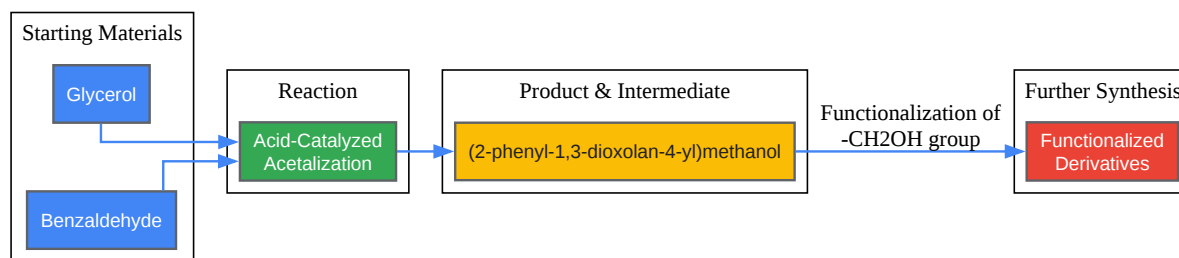 Starting Materials
Glycerol
Benzaldehyde
Reaction
Acid-Catalyzed
Acetalization
Product & Intermediate
(2-phenyl-1,3-dioxolan-4-yl)methanol
Functionalization of
-CH2OH group
Further Synthesis
Functionalized
Derivatives